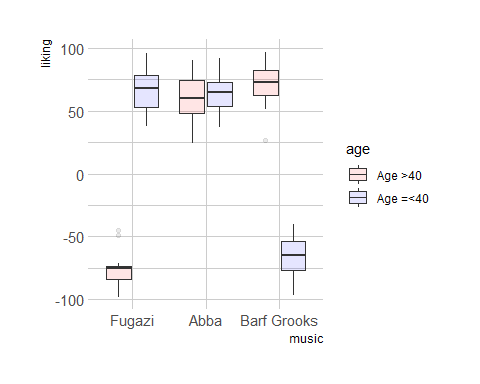 liking
100
50
0
-50
-100
Fugazi Abba Barf Grooks
music
age
Age >40
Age =<40